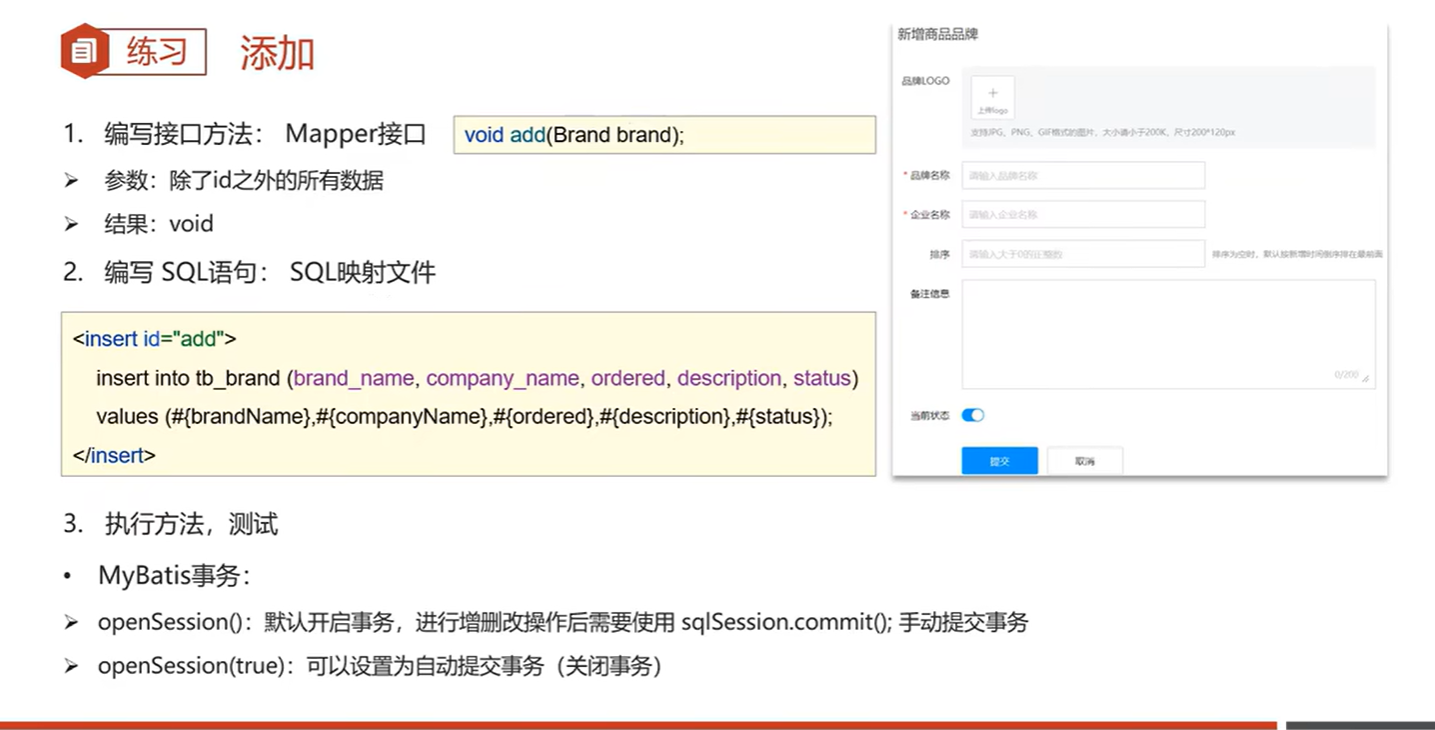 练习 添加
1. 编写接口方法： Mapper接口 void add(Brand brand);
➤ 参数：除了id之外的所有数据
➤ 结果：void
2. 编写 SQL语句： SQL映射文件
<insert id="add">
insert into tb_brand (brand_name, company_name, ordered, description, status)
values (#{brandName},#{companyName},#{ordered},#{description},#{status});
</insert>
3. 执行方法，测试
• MyBatis事务：
➤ openSession()：默认开启事务，进行增删改操作后需要使用 sqlSession.commit(); 手动提交事务
➤ openSession(true)：可以设置为自动提交事务（关闭事务）
新增商品品牌
品牌LOGO
+
上传logo
支持JPG、PNG、GIF格式的图片，大小请小于200K，尺寸200*120px
* 品牌名称 请输入品牌名称
* 企业名称 请输入企业名称
排序 请输入大于0的正整数 排序为空时，默认按新增时间倒序排在最前面
备注信息
0/200
当前状态
提交 取消